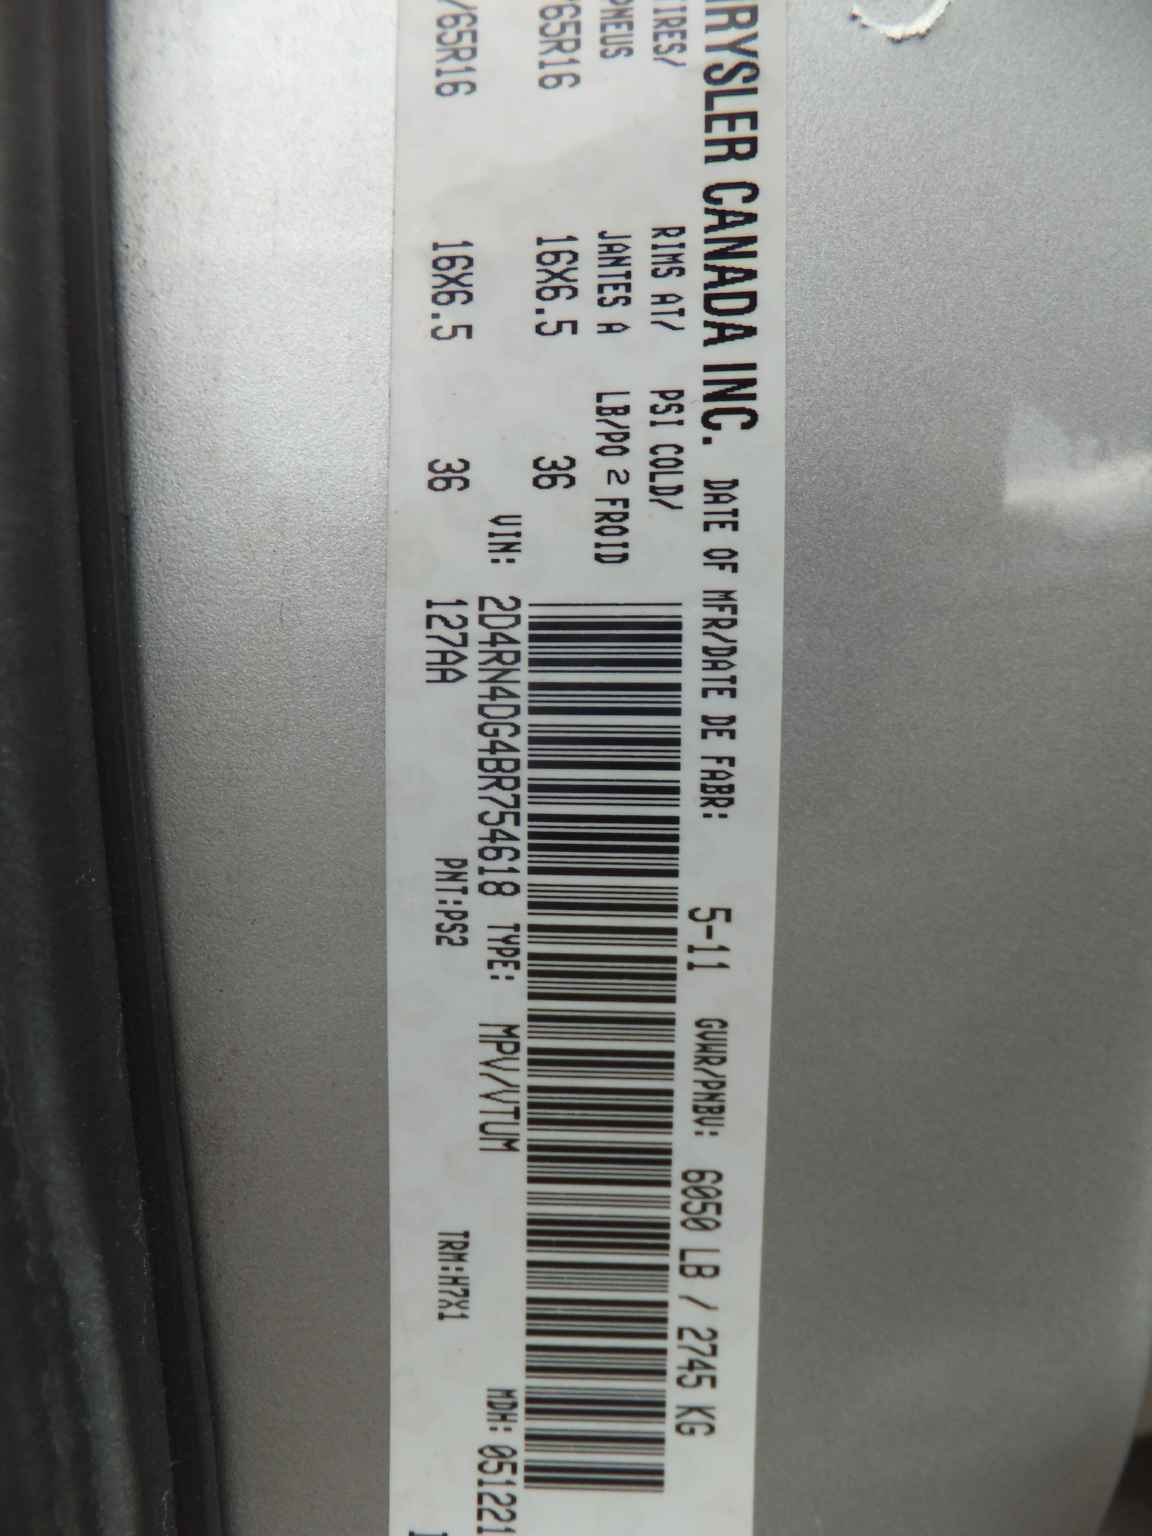 HRYSLER CANADA INC. DATE OF MFR/DATE DE FABR: 5-11 GVWR/PNBV: 6050 LB / 2745 KG
TIRES/ RIMS AT/ PSI COLD/
PNEUS JANTES A LB/PO 2 FROID
/65R16 16X6.5 36
/65R16 16X6.5 36
VIN: 2D4RN4DG4BR754618 TYPE: MPV/VTUM MDH: 051221
127AA PNT:PS2 TRM:H7X1